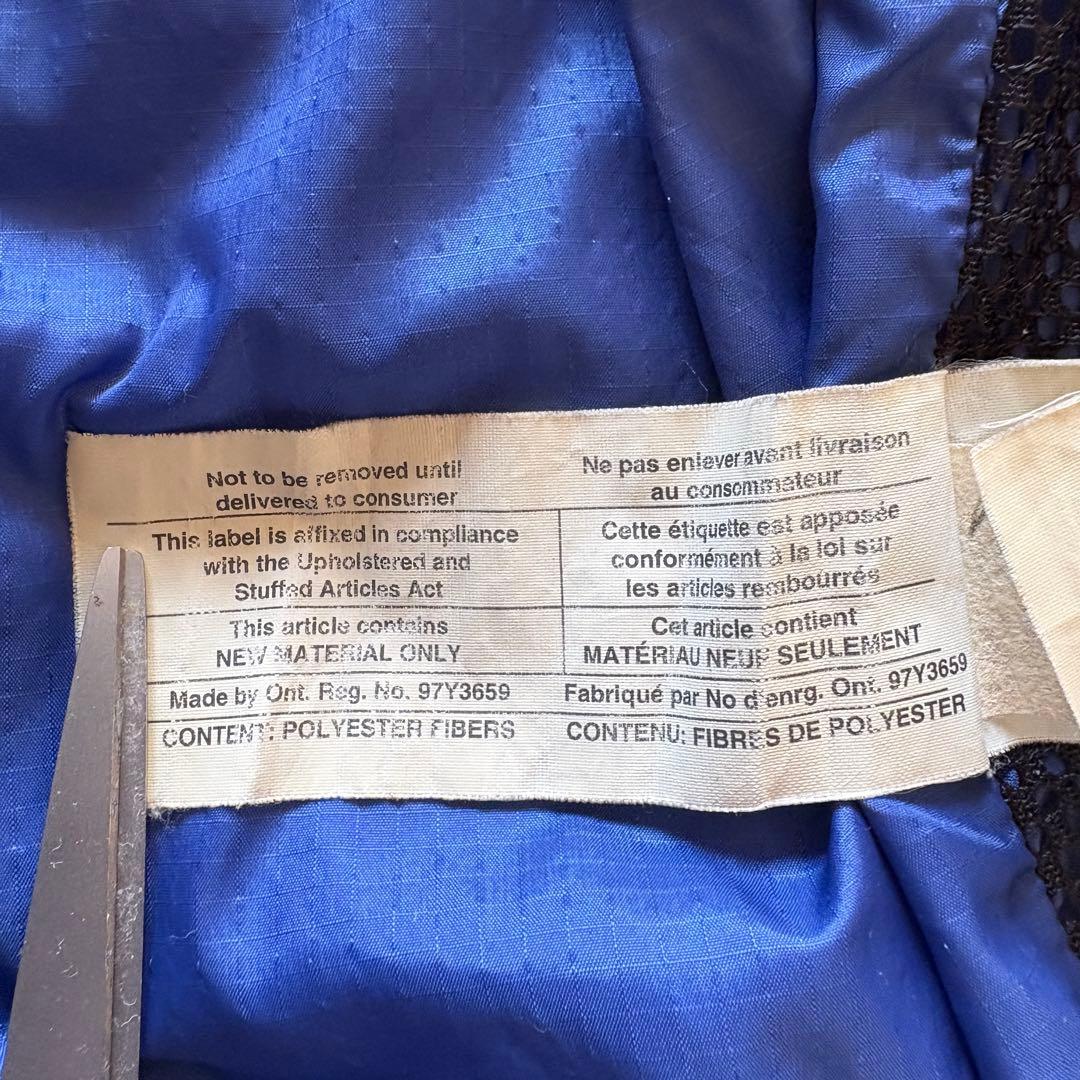 Not to be removed until
delivered to consumer
Ne pas enlever avant livraison
au consommateur
This label is affixed in compliance
with the Upholstered and
Stuffed Articles Act
Cette étiquette est apposée
conformément à la loi sur
les articles rembourrés
This article contains
NEW MATERIAL ONLY
Cet article contient
MATÉRIAU NEUF SEULEMENT
Made by Ont. Reg. No. 97Y3659
Fabriqué par No d'enrg. Ont. 97Y3659
CONTENT: POLYESTER FIBERS
CONTENU: FIBRES DE POLYESTER